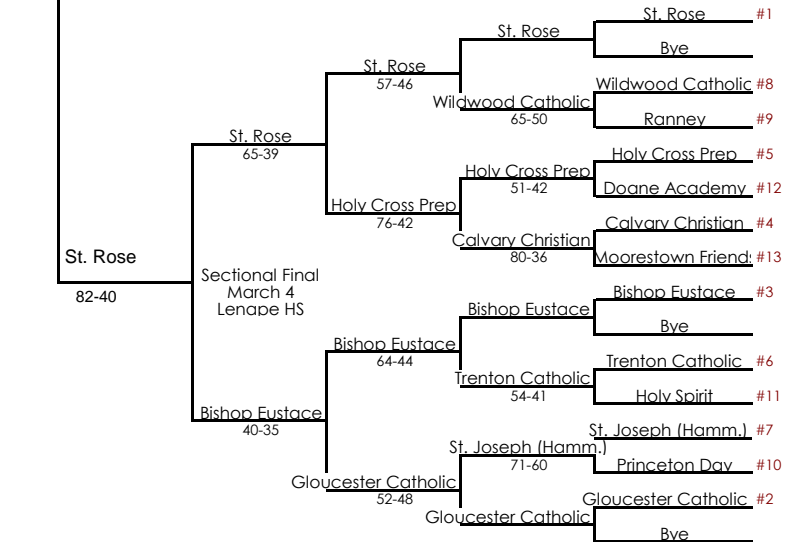 St. Rose #1
St. Rose
Bye
St. Rose
57-46
Wildwood Catholic #8
Wildwood Catholic
65-50
Ranney #9
St. Rose
65-39
Holy Cross Prep #5
Holy Cross Prep
51-42
Doane Academy #12
Holy Cross Prep
76-42
Calvary Christian #4
Calvary Christian
80-36
Moorestown Friends #13
St. Rose
82-40
Sectional Final
March 4
Lenape HS
Bishop Eustace #3
Bishop Eustace
Bye
Bishop Eustace
64-44
Trenton Catholic #6
Trenton Catholic
54-41
Holy Spirit #11
Bishop Eustace
40-35
St. Joseph (Hamm.) #7
St. Joseph (Hamm.)
71-60
Princeton Day #10
Gloucester Catholic
52-48
Gloucester Catholic #2
Gloucester Catholic
Bye